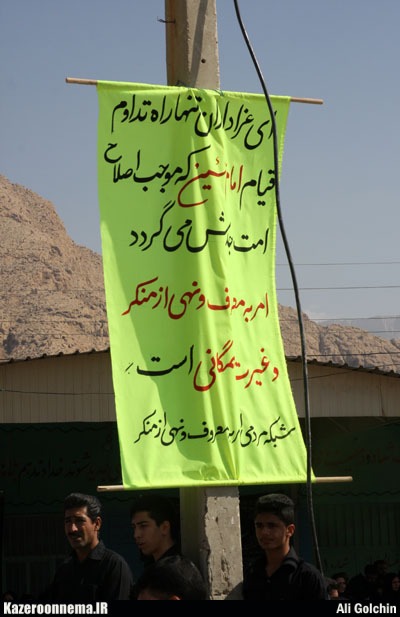 ای عزاداران تنها راه تداوم
قیام امام حسین که موجب اصلاح
امت جدش می گردد
امر به معروف و نهی از منکر
و غیرت همگانی است
شبکه مردمی امر به معروف و نهی از منکر
Kazeroonnema.IR
Ali Golchin